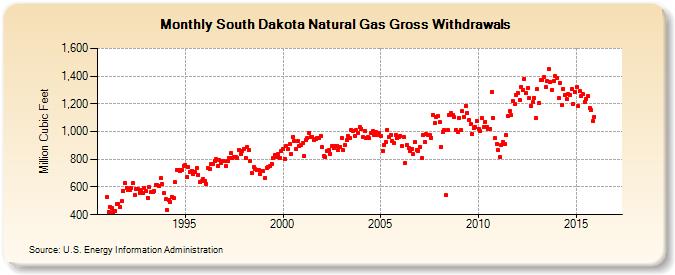 Monthly South Dakota Natural Gas Gross Withdrawals
Million Cubic Feet
1,600
1,400
1,200
1,000
800
600
400
1995 2000 2005 2010 2015
Source: U.S. Energy Information Administration